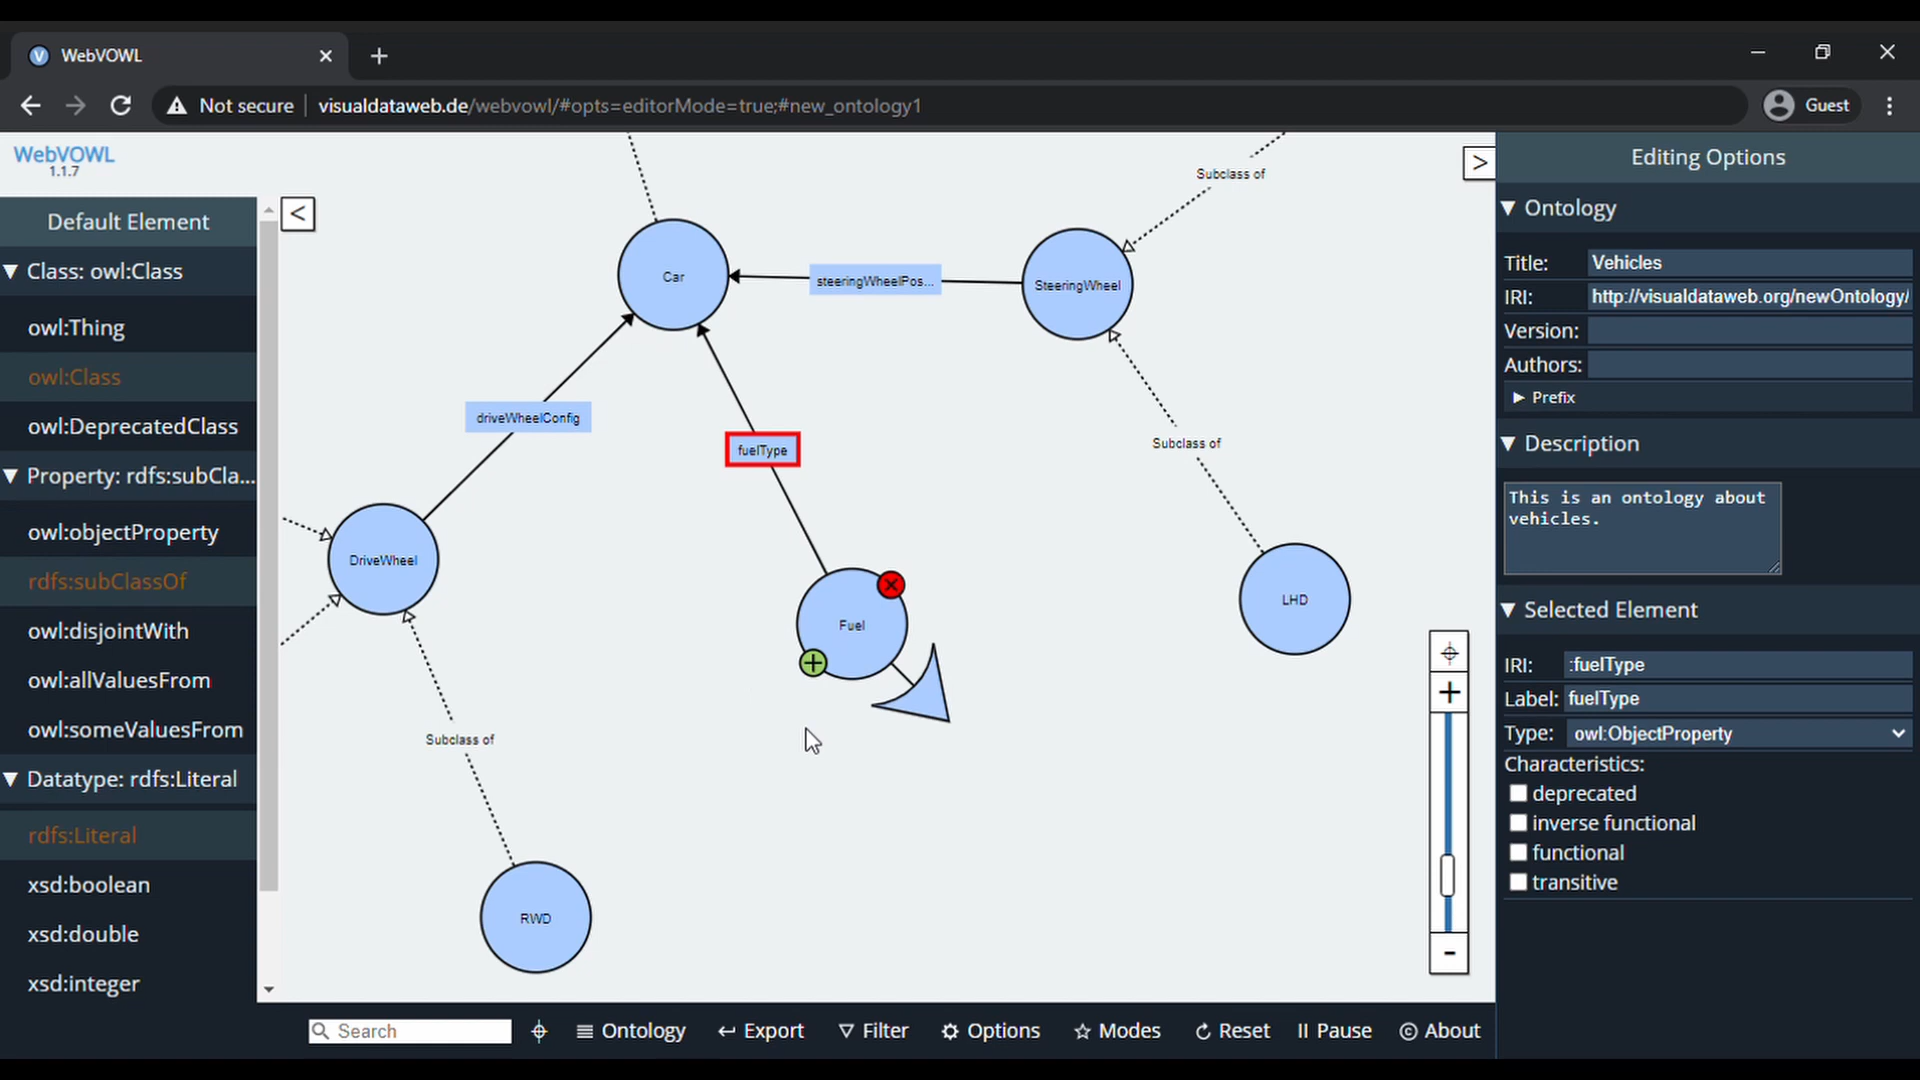 WebVOWL
Not secure
visualdataweb.de/webvowl/#opts=editorMode=true;#new_ontology1
Guest
WebVOWL
1.1.7
Default Element
Class: owl:Class
owl:Thing
owl:Class
owl:DeprecatedClass
Property: rdfs:subCla...
owl:objectProperty
rdfs:subClassOf
owl:disjointWith
owl:allValuesFrom
owl:someValuesFrom
Datatype: rdfs:Literal
rdfs:Literal
xsd:boolean
xsd:double
xsd:integer
<
>
Subclass of
Car
steeringWheelPos...
SteeringWheel
driveWheelConfig
fuelType
Subclass of
DriveWheel
Fuel
LHD
Subclass of
RWD
+
-
Editing Options
Ontology
Title: Vehicles
IRI: http://visualdataweb.org/newOntology/
Version:
Authors:
Prefix
Description
This is an ontology about
vehicles.
Selected Element
IRI: :fuelType
Label: fuelType
Type: owl:ObjectProperty
Characteristics:
deprecated
inverse functional
functional
transitive
Search
Ontology
Export
Filter
Options
Modes
Reset
Pause
© About